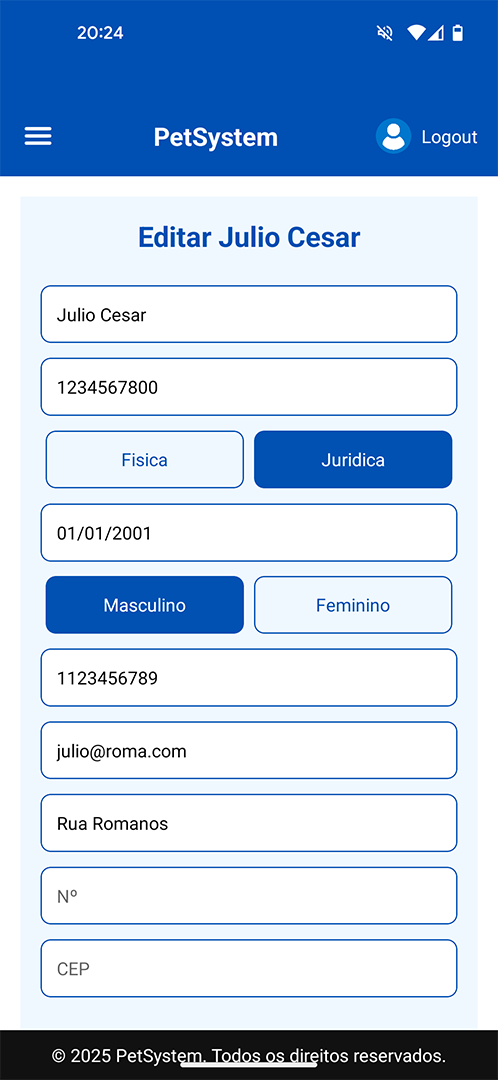 20:24
PetSystem
Logout
Editar Julio Cesar
Julio Cesar
1234567800
Fisica Juridica
01/01/2001
Masculino Feminino
1123456789
julio@roma.com
Rua Romanos
Nº
CEP
© 2025 PetSystem. Todos os direitos reservados.